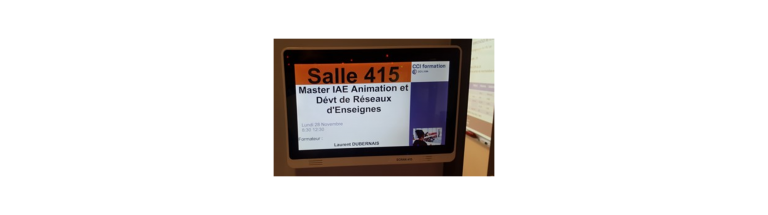 Salle 415
CCI formation
Master IAE Animation et
Dévt de Réseaux
d'Enseignes
Formateur :
Laurent DUBERNAIS